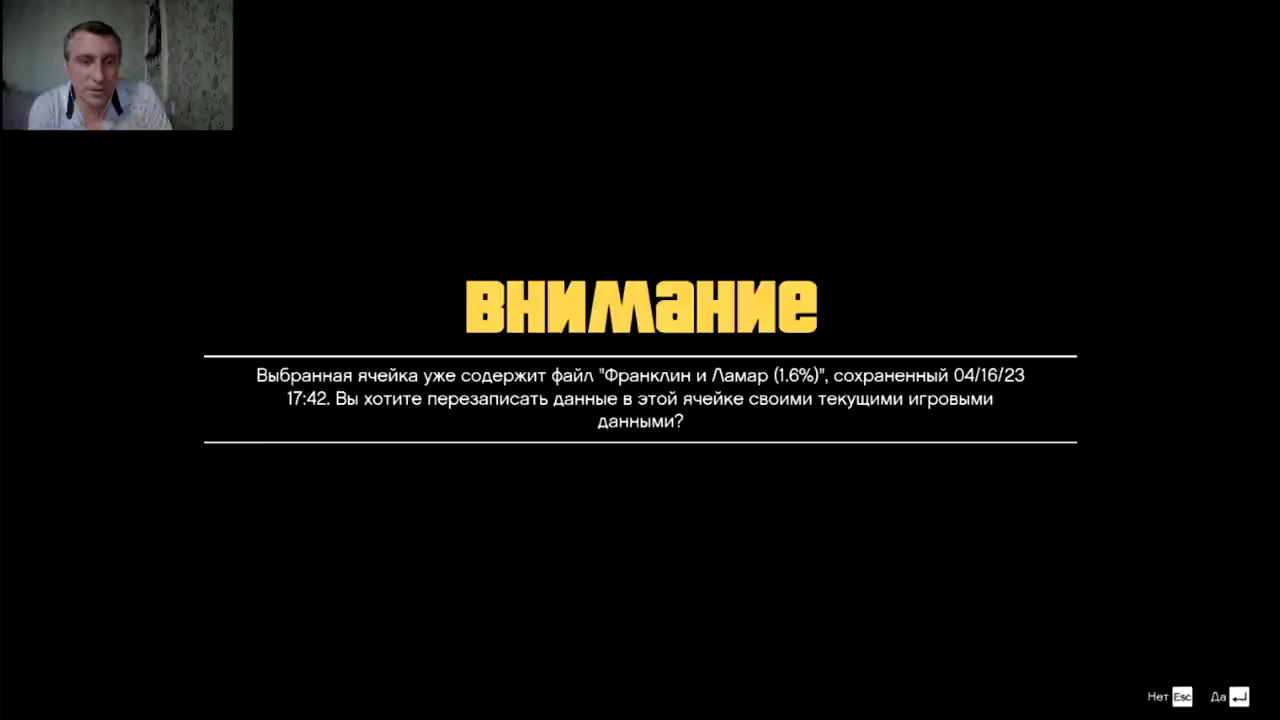 внимание
Выбранная ячейка уже содержит файл "Франклин и Ламар (1.6%)", сохраненный 04/16/23
17:42. Вы хотите перезаписать данные в этой ячейке своими текущими игровыми
данными?
Нет Esc Да